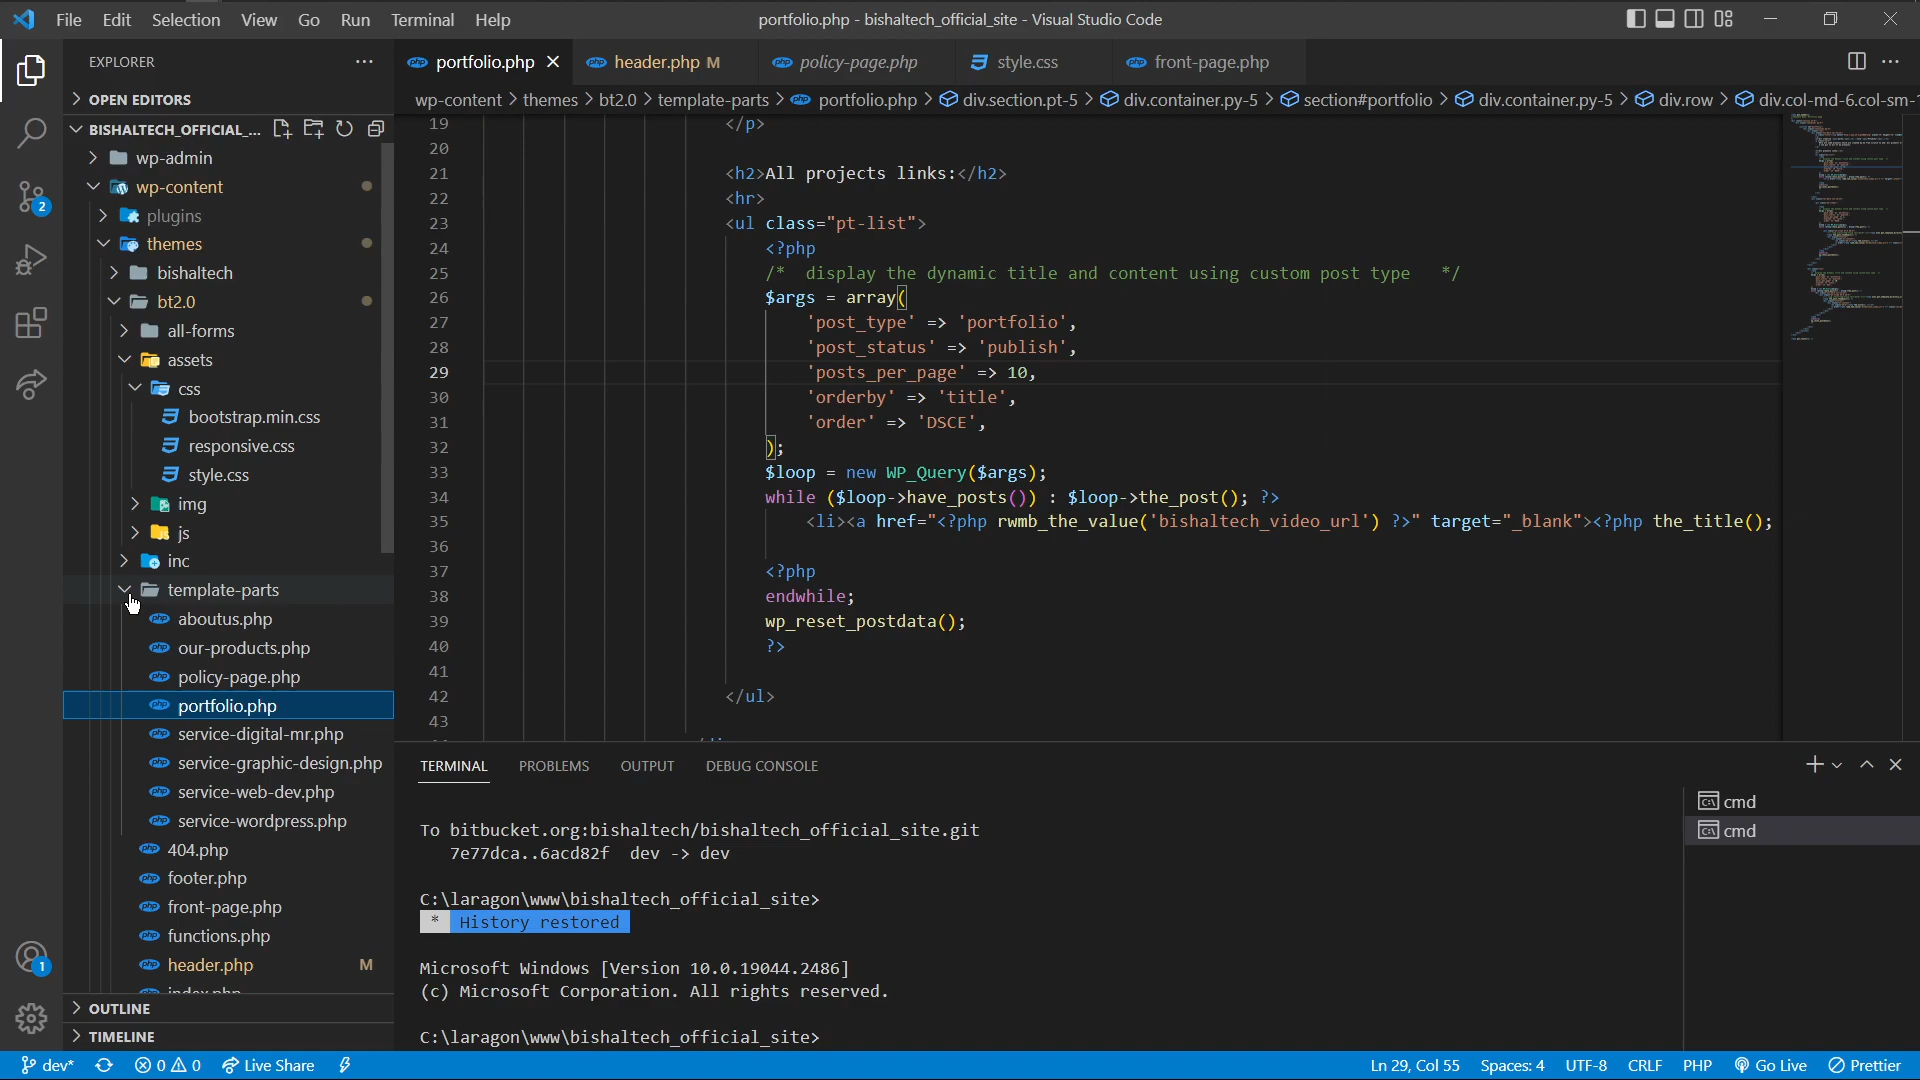 File Edit Selection View Go Run Terminal Help
portfolio.php - bishaltech_official_site - Visual Studio Code
EXPLORER
OPEN EDITORS
BISHALTECH_OFFICIAL_...
wp-admin
wp-content
plugins
themes
bishaltech
bt2.0
all-forms
assets
css
bootstrap.min.css
responsive.css
style.css
img
js
inc
template-parts
aboutus.php
our-products.php
policy-page.php
portfolio.php
service-digital-mr.php
service-graphic-design.php
service-web-dev.php
service-wordpress.php
404.php
footer.php
front-page.php
functions.php
header.php M
index.php
OUTLINE
TIMELINE
2
1
portfolio.php header.php M policy-page.php style.css front-page.php
wp-content > themes > bt2.0 > template-parts > portfolio.php > div.section.pt-5 > div.container.py-5 > section#portfolio > div.container.py-5 > div.row > div.col-md-6.col-sm-
19 </p>
20
21 <h2>All projects links:</h2>
22 <hr>
23 <ul class="pt-list">
24 <?php
25 /* display the dynamic title and content using custom post type */
26 $args = array(
27 'post_type' => 'portfolio',
28 'post_status' => 'publish',
29 'posts_per_page' => 10,
30 'orderby' => 'title',
31 'order' => 'DSCE',
32 );
33 $loop = new WP_Query($args);
34 while ($loop->have_posts()) : $loop->the_post(); ?>
35 <li><a href="<?php rwmb_the_value('bishaltech_video_url') ?>" target="_blank"><?php the_title();
36
37 <?php
38 endwhile;
39 wp_reset_postdata();
40 ?>
41
42 </ul>
43
TERMINAL PROBLEMS OUTPUT DEBUG CONSOLE
To bitbucket.org:bishaltech/bishaltech_official_site.git
7e77dca..6acd82f dev -> dev
C:\laragon\www\bishaltech_official_site>
* History restored
Microsoft Windows [Version 10.0.19044.2486]
(c) Microsoft Corporation. All rights reserved.
C:\laragon\www\bishaltech_official_site>
cmd
cmd
dev* 0 0 Live Share Ln 29, Col 55 Spaces: 4 UTF-8 CRLF PHP Go Live Prettier